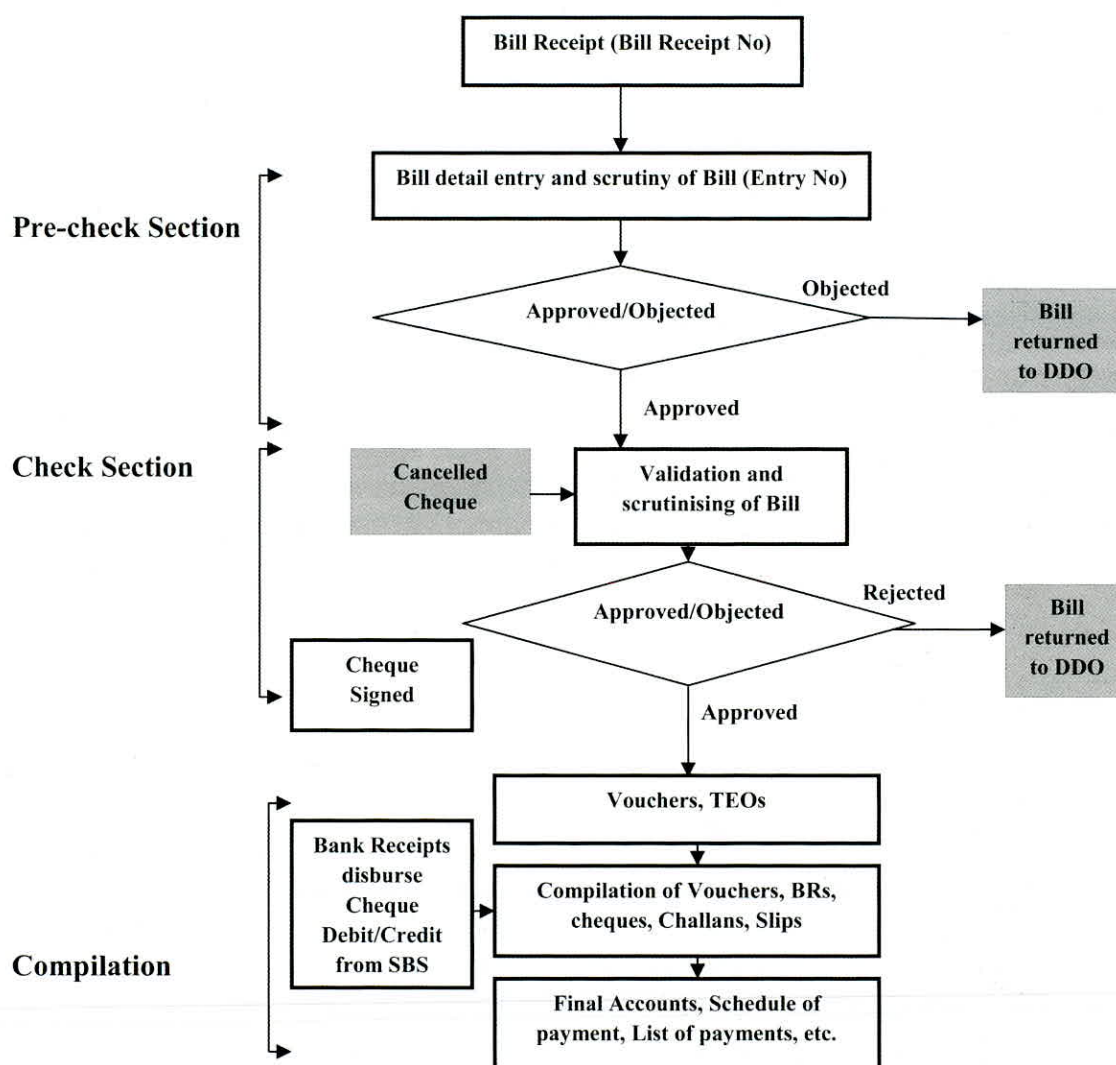 Bill Receipt (Bill Receipt No)
Bill detail entry and scrutiny of Bill (Entry No)
Pre-check Section
Approved/Objected
Objected
Bill
returned
to DDO
Approved
Check Section
Cancelled
Cheque
Validation and
scrutinising of Bill
Approved/Objected
Rejected
Bill
returned
to DDO
Cheque
Signed
Approved
Vouchers, TEOs
Bank Receipts
disburse
Cheque
Debit/Credit
from SBS
Compilation of Vouchers, BRs,
cheques, Challans, Slips
Compilation
Final Accounts, Schedule of
payment, List of payments, etc.